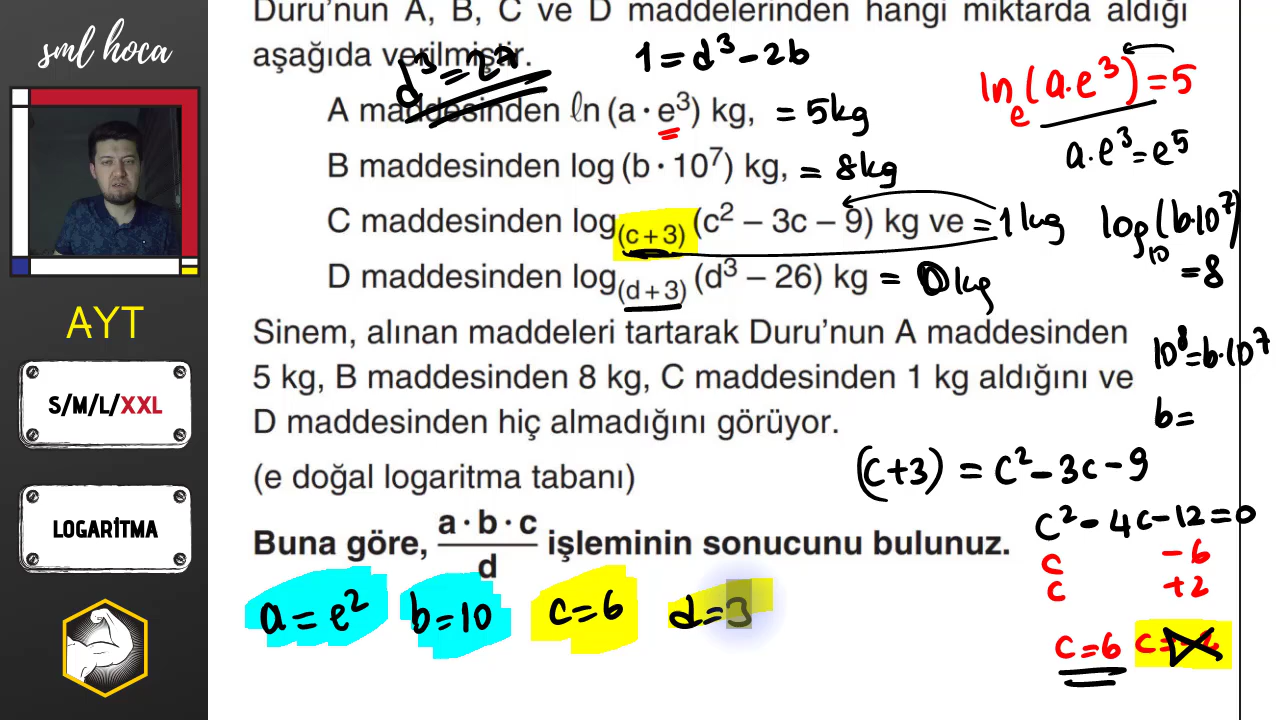 sml hoca
AYT
S/M/L/XXL
LOGARİTMA
Duru'nun A, B, C ve D maddelerinden hangi miktarda aldığı
aşağıda verilmiştir.
d³ = 27
1 = d³ - 2b
A maddesinden ln (a · e³) kg, = 5kg
B maddesinden log (b · 10⁷) kg, = 8kg
C maddesinden log₍c + 3₎ (c² – 3c – 9) kg ve = 1kg
D maddesinden log₍d + 3₎ (d³ – 26) kg = 0kg
Sinem, alınan maddeleri tartarak Duru'nun A maddesinden
5 kg, B maddesinden 8 kg, C maddesinden 1 kg aldığını ve
D maddesinden hiç almadığını görüyor.
(e doğal logaritma tabanı)
Buna göre, a · b · c / d işleminin sonucunu bulunuz.
a = e² b = 10 c = 6 d = 3
lnₑ(a.e³) = 5
a.e³ = e⁵
log₁₀(b·10⁷)
= 8
10⁸ = b·10⁷
b =
(c+3) = c² - 3c - 9
c² - 4c - 12 = 0
c - 6
c + 2
c = 6 c = -2